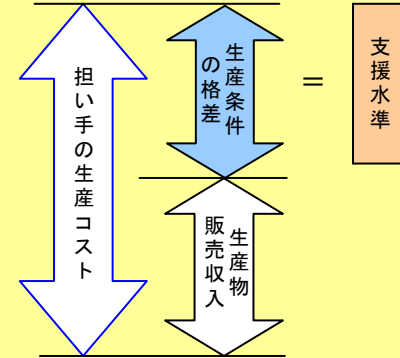 担い手の生産コスト
生産条件
の格差
＝
支援水準
生産物
販売収入